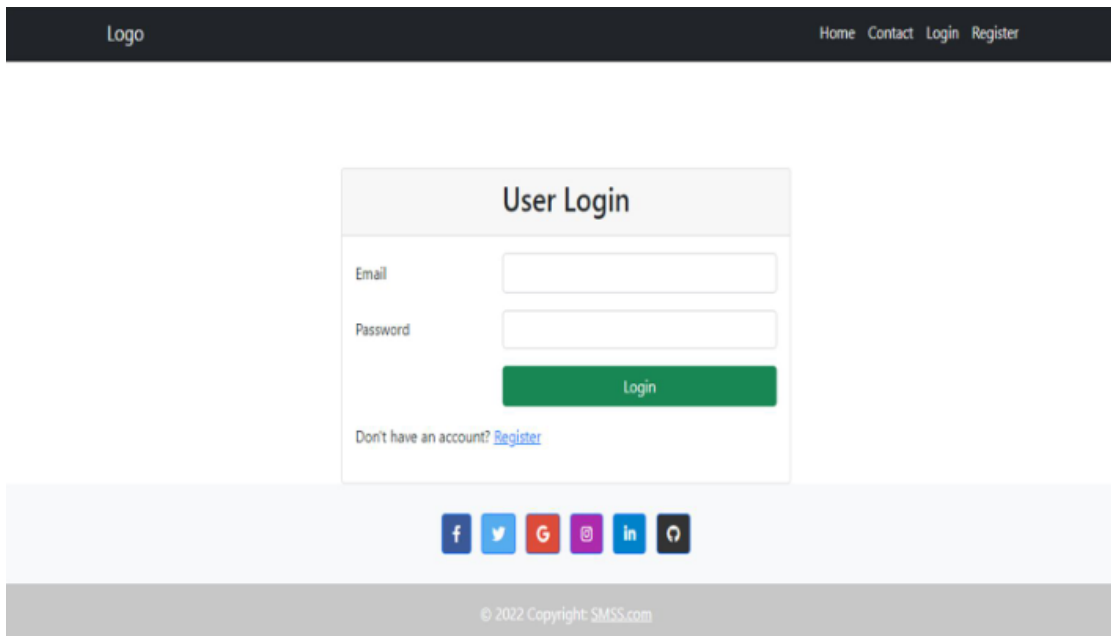 Logo Home Contact Login Register
User Login
Email
Password
Login
Don't have an account? Register
f G in
© 2022 Copyright: SMSS.com